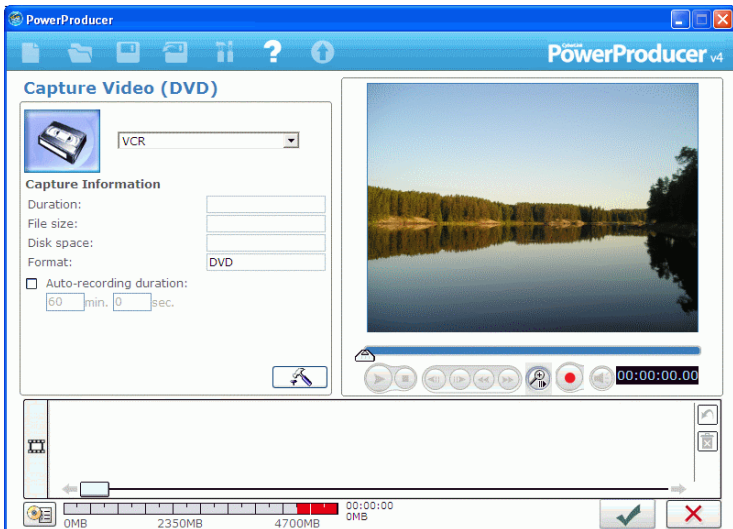 PowerProducer
?
CyberLink
PowerProducer v4
Capture Video (DVD)
VCR
Capture Information
Duration:
File size:
Disk space:
Format: DVD
Auto-recording duration:
60 min. 0 sec.
00:00:00.00
00:00:00
0MB 2350MB 4700MB 0MB